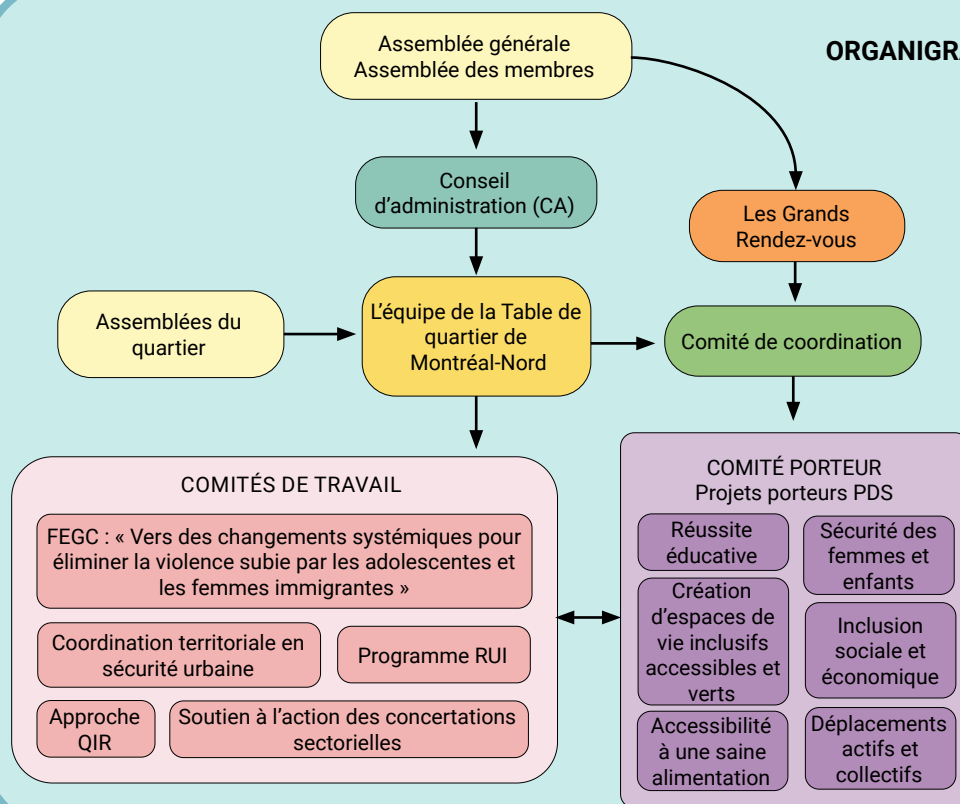 ORGANIGRA
Assemblée générale
Assemblée des membres
Conseil
d'administration (CA)
Les Grands
Rendez-vous
Assemblées du
quartier
L'équipe de la Table de
quartier de
Montréal-Nord
Comité de coordination
COMITÉS DE TRAVAIL
FEGC : « Vers des changements systémiques pour
éliminer la violence subie par les adolescentes et
les femmes immigrantes »
Coordination territoriale en
sécurité urbaine
Programme RUI
Approche
QIR
Soutien à l'action des concertations
sectorielles
COMITÉ PORTEUR
Projets porteurs PDS
Réussite
éducative
Sécurité des
femmes et
enfants
Création
d'espaces de
vie inclusifs
accessibles et
verts
Inclusion
sociale et
économique
Accessibilité
à une saine
alimentation
Déplacements
actifs et
collectifs